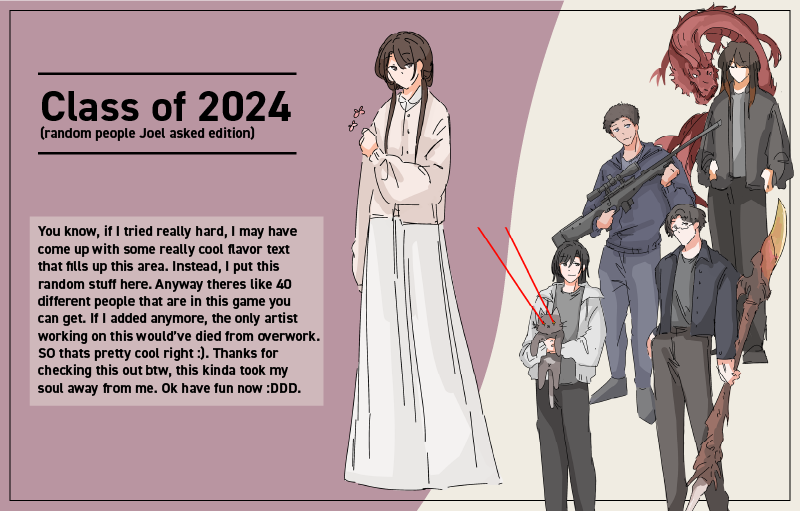 Class of 2024
(random people Joel asked edition)
You know, if I tried really hard, I may have
come up with some really cool flavor text
that fills up this area. Instead, I put this
random stuff here. Anyway theres like 40
different people that are in this game you
can get. If I added anymore, the only artist
working on this would've died from overwork.
SO thats pretty cool right :). Thanks for
checking this out btw, this kinda took my
soul away from me. Ok have fun now :DDD.